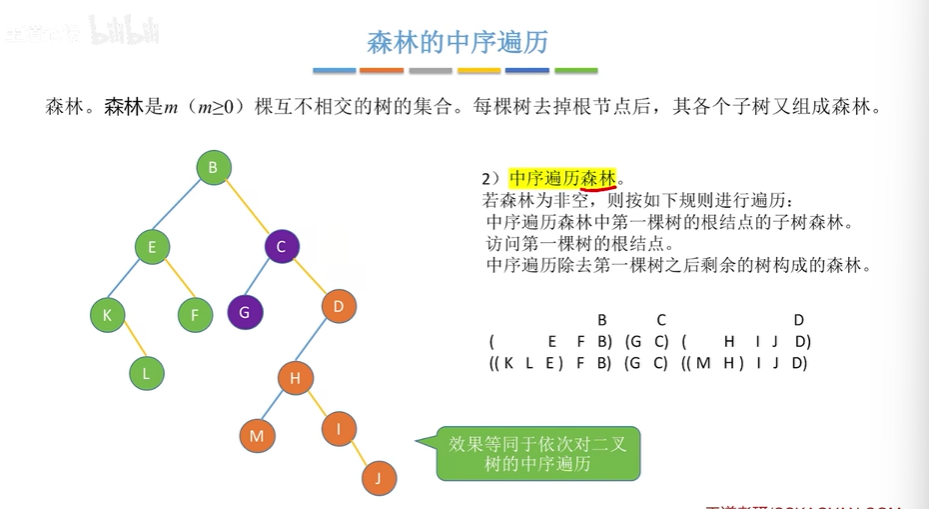 bilibili
森林的中序遍历
森林。森林是m（m≥0）棵互不相交的树的集合。每棵树去掉根节点后，其各个子树又组成森林。
B
E
C
K
F
G
D
L
H
M
I
J
2）中序遍历森林。
若森林为非空，则按如下规则进行遍历：
中序遍历森林中第一棵树的根结点的子树森林。
访问第一棵树的根结点。
中序遍历除去第一棵树之后剩余的树构成的森林。
B C D
( E F B) (G C) ( H I J D)
((K L E) F B) (G C) ((M H) I J D)
效果等同于依次对二叉
树的中序遍历